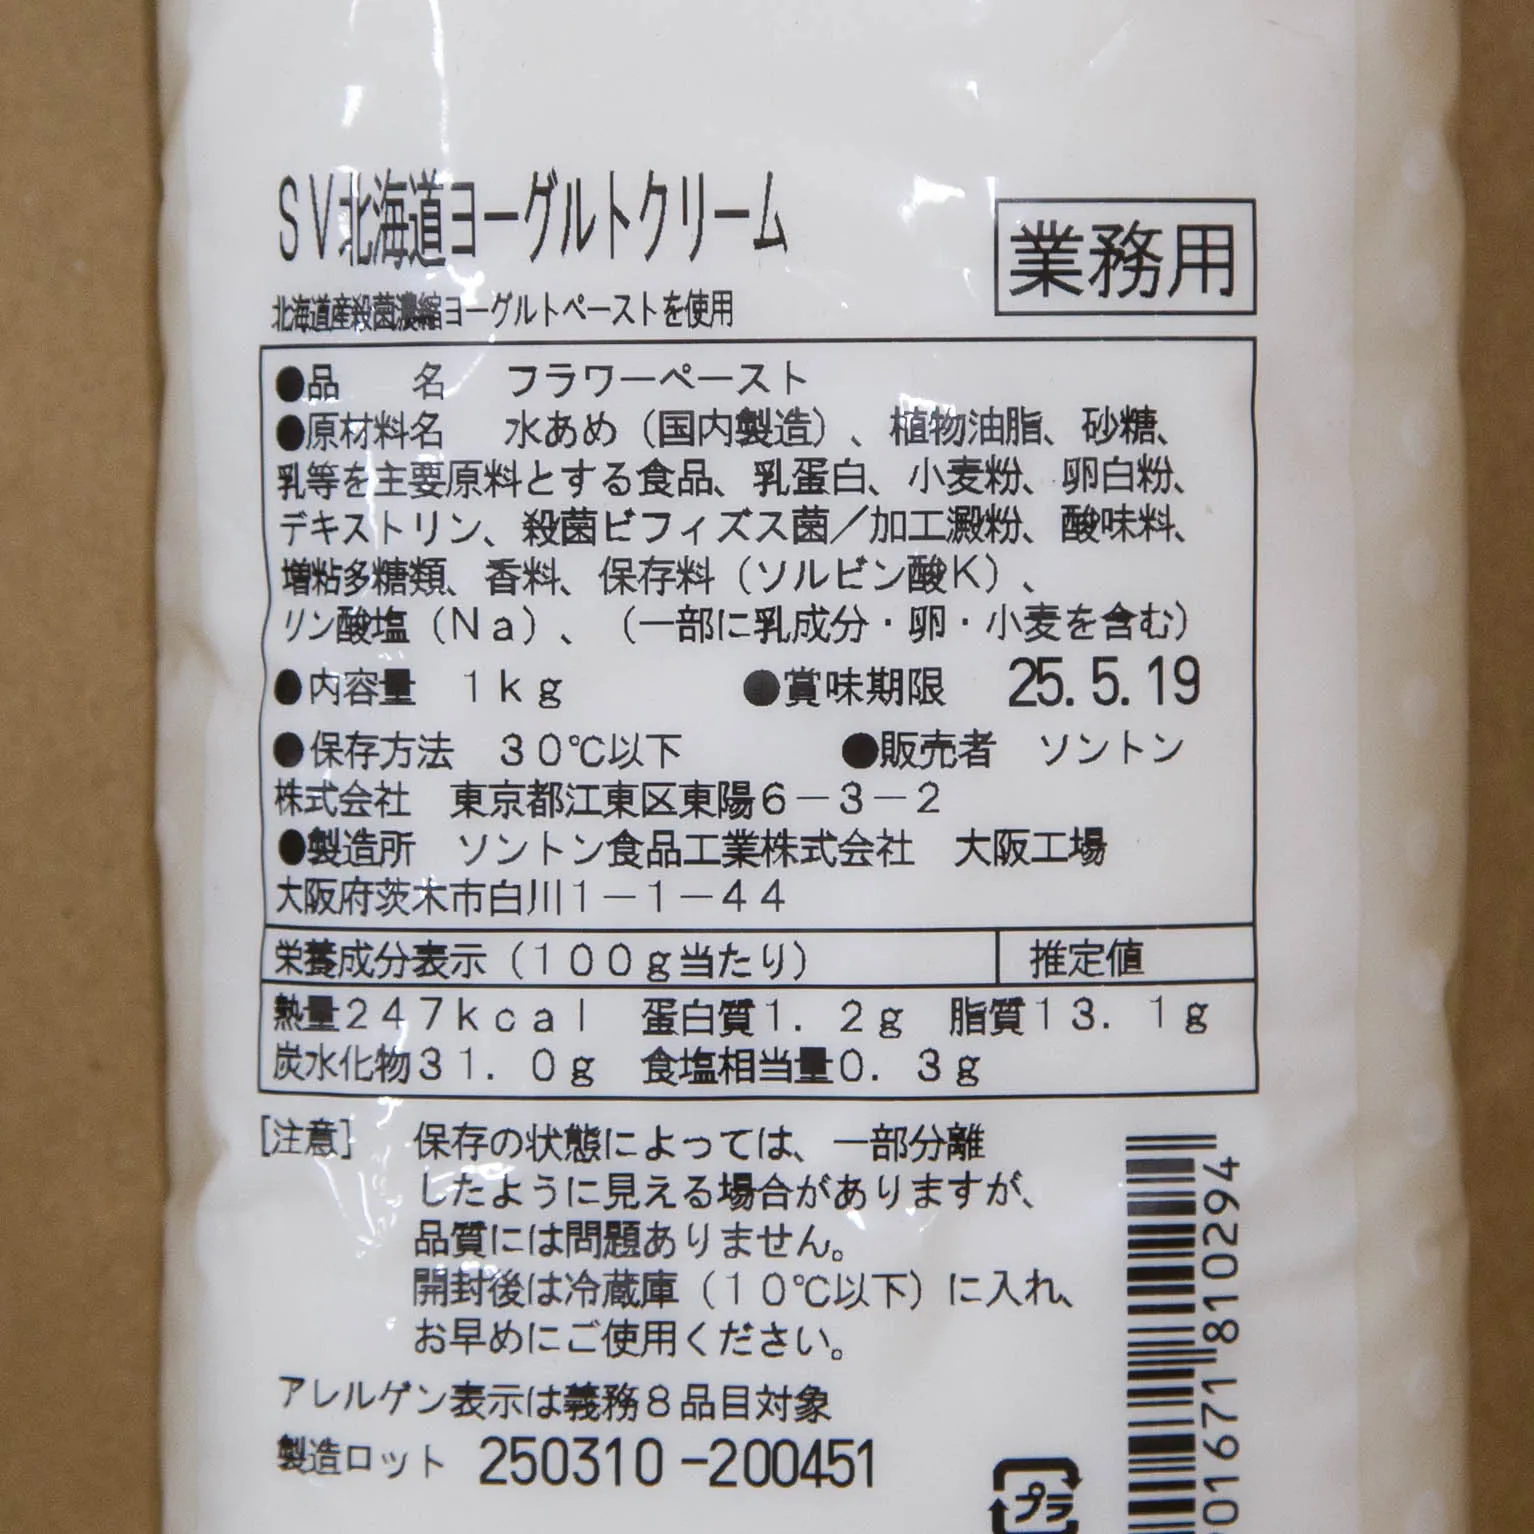 SV北海道ヨーグルトクリーム
業務用
北海道産殺菌濃縮ヨーグルトペーストを使用
●品　　名　フラワーペースト
●原材料名　水あめ（国内製造）、植物油脂、砂糖、
乳等を主要原料とする食品、乳蛋白、小麦粉、卵白粉、
デキストリン、殺菌ビフィズス菌／加工澱粉、酸味料、
増粘多糖類、香料、保存料（ソルビン酸K）、
リン酸塩（Na）、（一部に乳成分・卵・小麦を含む）
●内容量　1kg　●賞味期限　25.5.19
●保存方法　30℃以下　●販売者　ソントン
株式会社　東京都江東区東陽6－3－2
●製造所　ソントン食品工業株式会社　大阪工場
大阪府茨木市白川1－1－44
栄養成分表示（100g当たり）　推定値
熱量247kcal　蛋白質1.2g　脂質13.1g
炭水化物31.0g　食塩相当量0.3g
[注意]　保存の状態によっては、一部分離
したように見える場合がありますが、
品質には問題ありません。
開封後は冷蔵庫（10℃以下）に入れ、
お早めにご使用ください。
アレルゲン表示は義務8品目対象
製造ロット　250310-200451
プラ
01671 810294